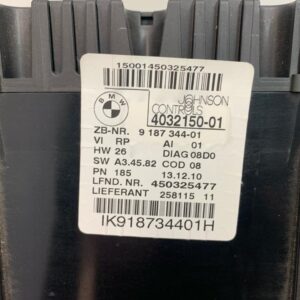 15001450325477
BMW
JOHNSON
CONTROLS
4032150-01
ZB-NR. 9 187 344-01
VI RP AI 01
HW 26 DIAG 08D0
SW A3.45.82 COD 08
PN 185 13.12.10
LFND. NR. 450325477
LIEFERANT 258115 11
IK918734401H